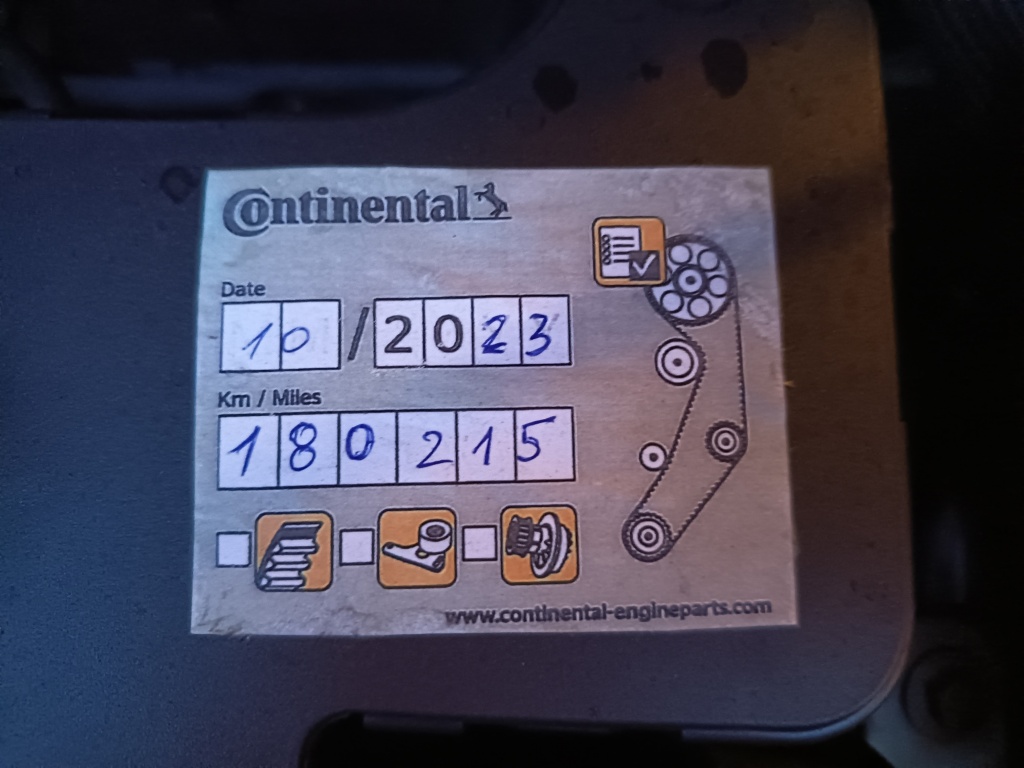 Continental
Date
10/2023
Km / Miles
180215
www.continental-engineparts.com